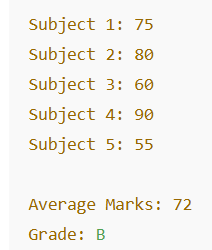 Subject 1: 75
Subject 2: 80
Subject 3: 60
Subject 4: 90
Subject 5: 55
Average Marks: 72
Grade: B